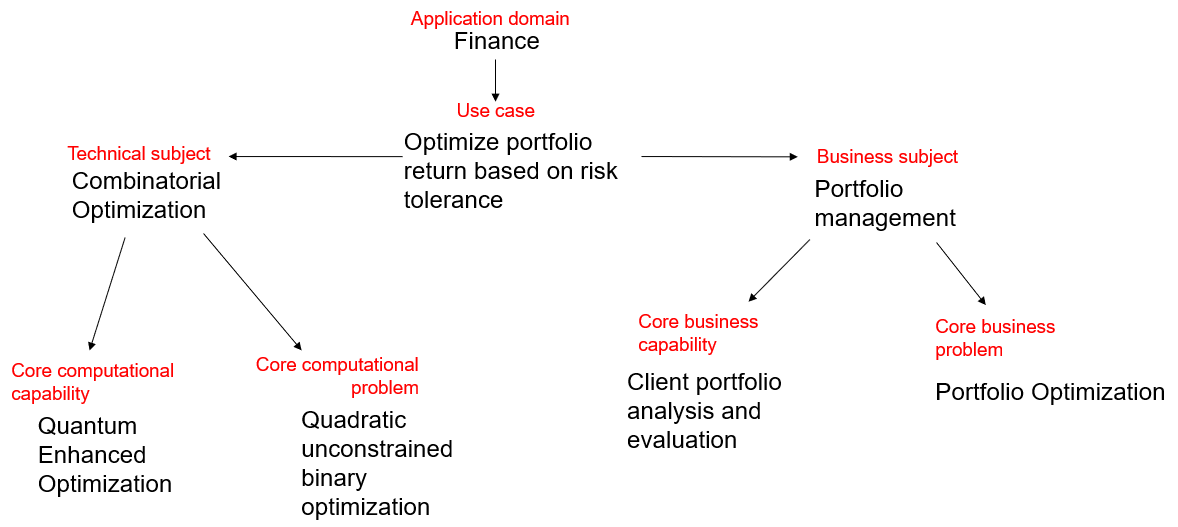 Application domain
Finance
Use case
Optimize portfolio
return based on risk
tolerance
Technical subject
Combinatorial
Optimization
Business subject
Portfolio
management
Core computational
capability
Quantum
Enhanced
Optimization
Core computational
problem
Quadratic
unconstrained
binary
optimization
Core business
capability
Client portfolio
analysis and
evaluation
Core business
problem
Portfolio Optimization